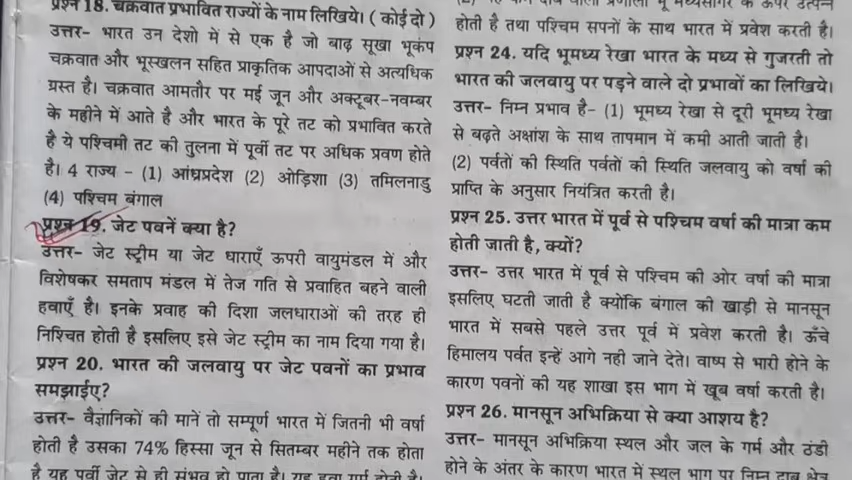 प्रश्न 18. चक्रवात प्रभावित राज्यों के नाम लिखिये। ( कोई दो )
उत्तर– भारत उन देशो में से एक है जो बाढ़ सूखा भूकंप
चक्रवात और भूस्खलन सहित प्राकृतिक आपदाओं से अत्यधिक
ग्रस्त है। चक्रवात आमतौर पर मई जून और अक्टूबर–नवम्बर
के महीने में आते है और भारत के पूरे तट को प्रभावित करते
है ये पश्चिमी तट की तुलना में पूर्वी तट पर अधिक प्रवण होते
है। 4 राज्य – (1) आंध्रप्रदेश (2) ओड़िशा (3) तमिलनाडु
(4) पश्चिम बंगाल
प्रश्न 19. जेट पवनें क्या है?
उत्तर– जेट स्ट्रीम या जेट धाराएँ ऊपरी वायुमंडल में और
विशेषकर समताप मंडल में तेज गति से प्रवाहित बहने वाली
हवाएँ है। इनके प्रवाह की दिशा जलधाराओं की तरह ही
निश्चित होती है इसलिए इसे जेट स्ट्रीम का नाम दिया गया है।
प्रश्न 20. भारत की जलवायु पर जेट पवनों का प्रभाव
समझाईए?
उत्तर– वैज्ञानिकों की मानें तो सम्पूर्ण भारत में जितनी भी वर्षा
होती है उसका 74% हिस्सा जून से सितम्बर महीने तक होता
है यह पूर्वी जेट से ही संभव हो पाता है। यह हवा गर्म होती है।
होती है तथा पश्चिम सपनों के साथ भारत में प्रवेश करती है।
प्रश्न 24. यदि भूमध्य रेखा भारत के मध्य से गुजरती तो
भारत की जलवायु पर पड़ने वाले दो प्रभावों का लिखिये।
उत्तर– निम्न प्रभाव है– (1) भूमध्य रेखा से दूरी भूमध्य रेखा
से बढ़ते अक्षांश के साथ तापमान में कमी आती जाती है।
(2) पर्वतों की स्थिति पर्वतों की स्थिति जलवायु को वर्षा की
प्राप्ति के अनुसार नियंत्रित करती है।
प्रश्न 25. उत्तर भारत में पूर्व से पश्चिम वर्षा की मात्रा कम
होती जाती है, क्यों?
उत्तर– उत्तर भारत में पूर्व से पश्चिम की ओर वर्षा की मात्रा
इसलिए घटती जाती है क्योंकि बंगाल की खाड़ी से मानसून
भारत में सबसे पहले उत्तर पूर्व में प्रवेश करती है। ऊँचे
हिमालय पर्वत इन्हें आगे नही जाने देते। वाष्प से भारी होने के
कारण पवनों की यह शाखा इस भाग में खूब वर्षा करती है।
प्रश्न 26. मानसून अभिक्रिया से क्या आशय है?
उत्तर– मानसून अभिक्रिया स्थल और जल के गर्म और ठंडी
होने के अंतर के कारण भारत में स्थल भाग पर निम्न दाब क्षेत्र